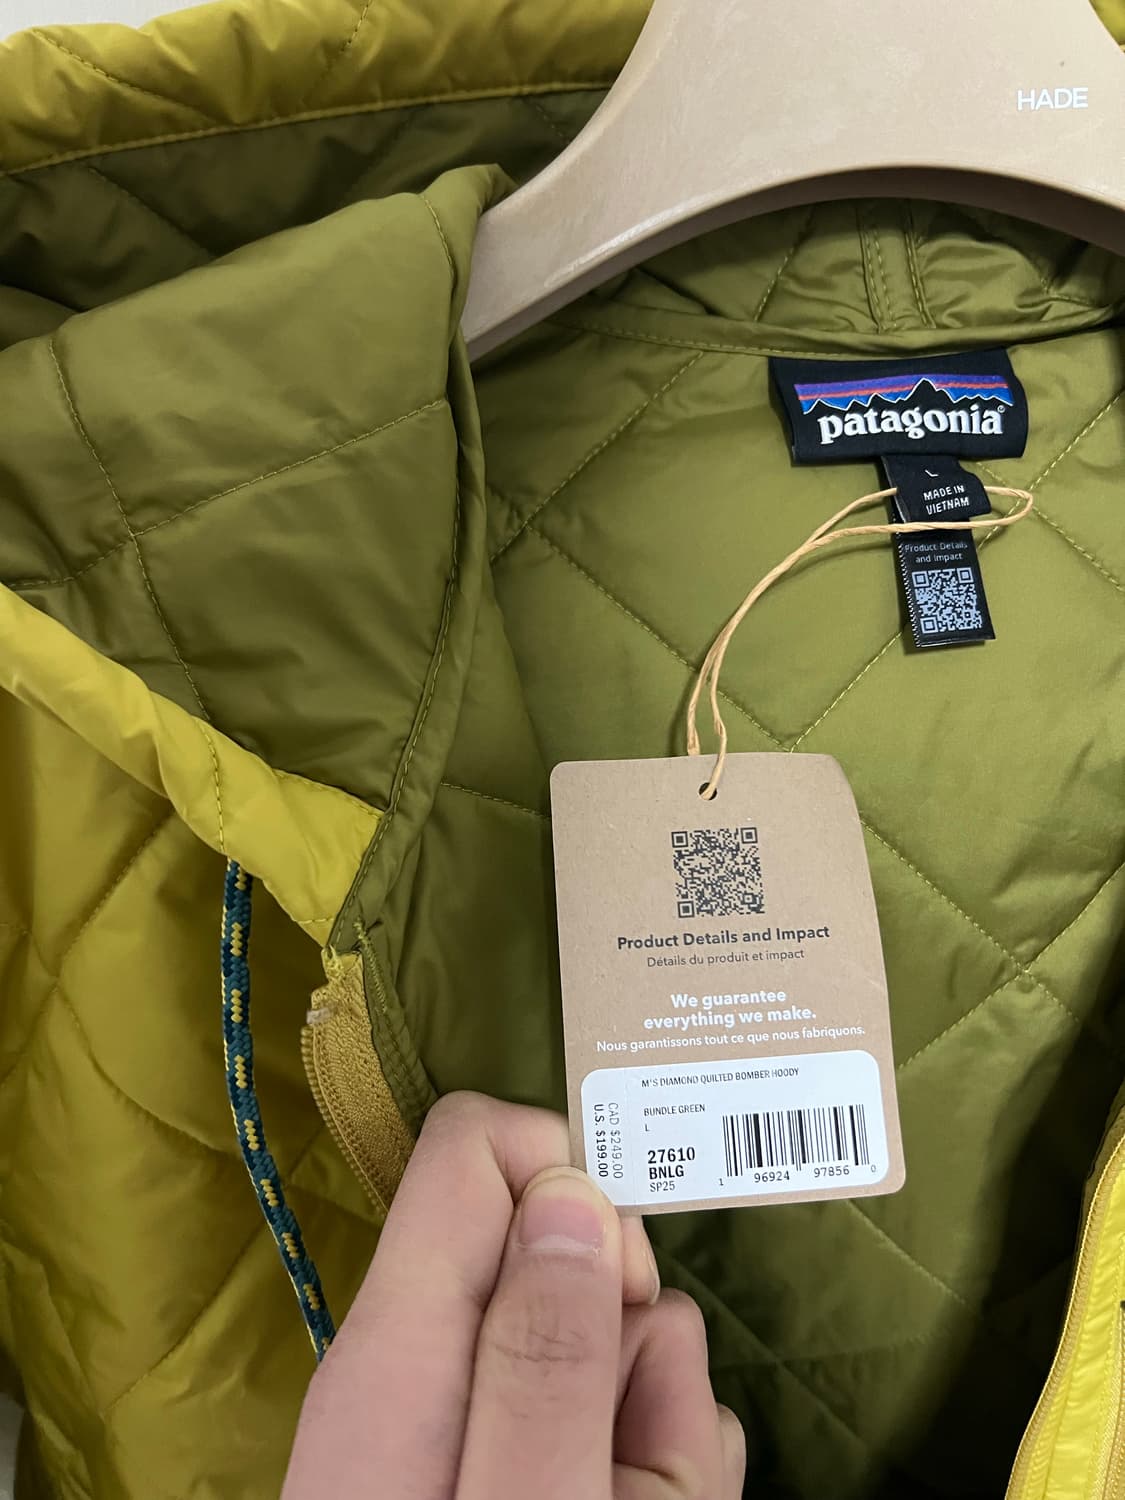 HADE
patagonia®
L
MADE IN
VIETNAM
Product Details
and Impact
Product Details and Impact
Détails du produit et impact
We guarantee
everything we make.
Nous garantissons tout ce que nous fabriquons.
M'S DIAMOND QUILTED BOMBER HOODY
BUNDLE GREEN
L
27610
BNLG
SP25
CAD $249.00
U.S. $199.00
1 96924 97856 0